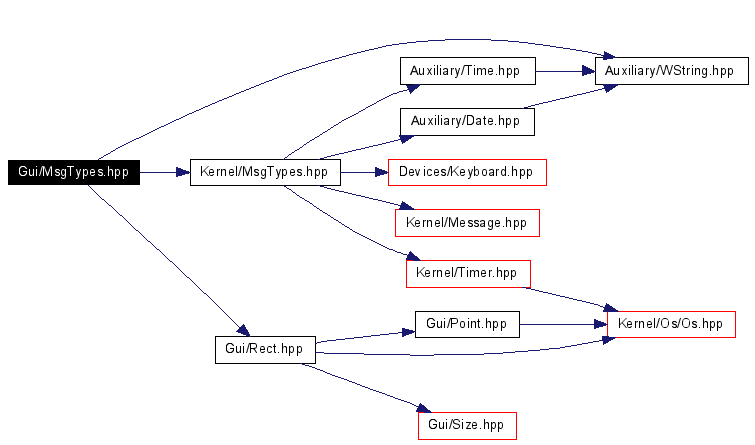 Auxiliary/Time.hpp
Auxiliary/WString.hpp
Auxiliary/Date.hpp
Gui/MsgTypes.hpp
Kernel/MsgTypes.hpp
Devices/Keyboard.hpp
Kernel/Message.hpp
Kernel/Timer.hpp
Gui/Point.hpp
Kernel/Os/Os.hpp
Gui/Rect.hpp
Gui/Size.hpp